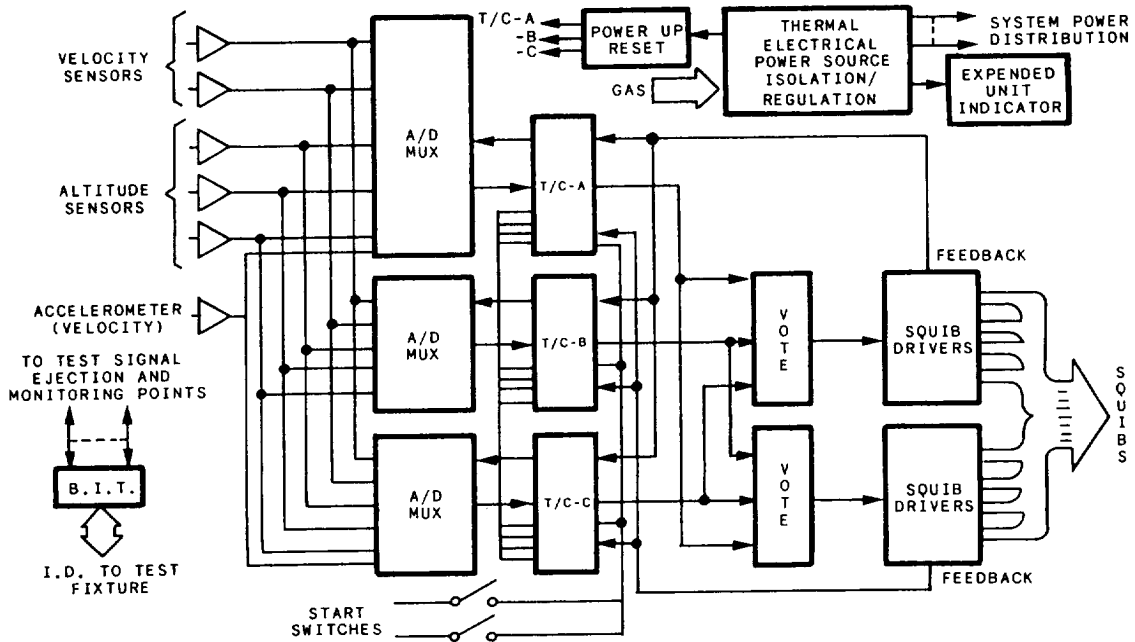 VELOCITY
SENSORS
ALTITUDE
SENSORS
ACCELEROMETER
(VELOCITY)
TO TEST SIGNAL
EJECTION AND
MONITORING POINTS
B.I.T.
I.D. TO TEST
FIXTURE
A/D
MUX
A/D
MUX
A/D
MUX
T/C-A
-B
-C
POWER UP
RESET
GAS
THERMAL
ELECTRICAL
POWER SOURCE
ISOLATION/
REGULATION
SYSTEM POWER
DISTRIBUTION
EXPENDED
UNIT
INDICATOR
T/C-A
T/C-B
T/C-C
VOTE
VOTE
FEEDBACK
SQUIB
DRIVERS
SQUIB
DRIVERS
FEEDBACK
SQUIBS
START
SWITCHES